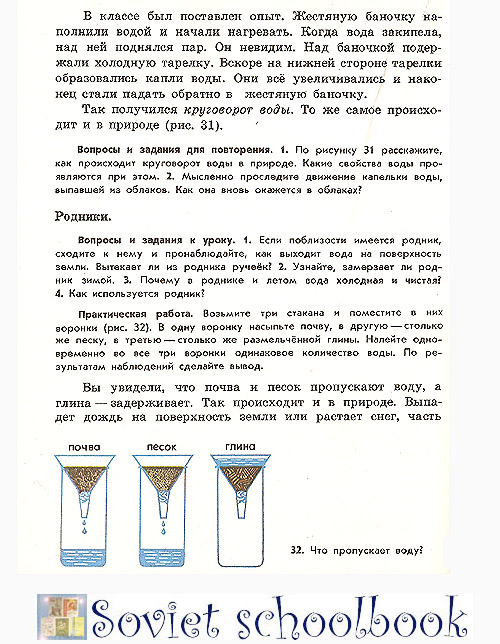 В классе был поставлен опыт. Жестяную баночку на-
полнили водой и начали нагревать. Когда вода закипела,
над ней поднялся пар. Он невидим. Над баночкой подер-
жали холодную тарелку. Вскоре на нижней стороне тарелки
образовались капли воды. Они всё увеличивались и нако-
нец стали падать обратно в жестяную баночку.
Так получился круговорот воды. То же самое происхо-
дит и в природе (рис. 31).
Вопросы и задания для повторения. 1. По рисунку 31 расскажите,
как происходит круговорот воды в природе. Какие свойства воды про-
являются при этом. 2. Мысленно проследите движение капельки воды,
выпавшей из облаков. Как она вновь окажется в облаках?
Родники.
Вопросы и задания к уроку. 1. Если поблизости имеется родник,
сходите к нему и пронаблюдайте, как выходит вода на поверхность
земли. Вытекает ли из родника ручеёк? 2. Узнайте, замерзает ли род-
ник зимой. 3. Почему в роднике и летом вода холодная и чистая?
4. Как используется родник?
Практическая работа. Возьмите три стакана и поместите в них
воронки (рис. 32). В одну воронку насыпьте почву, в другую — столько
же песку, в третью — столько же размельчённой глины. Налейте одно-
временно во все три воронки одинаковое количество воды. По ре-
зультатам наблюдений сделайте вывод.
Вы увидели, что почва и песок пропускают воду, а
глина — задерживает. Так происходит и в природе. Выпа-
дет дождь на поверхность земли или растает снег, часть
почва песок глина
32. Что пропускает воду?
Soviet schoolbook